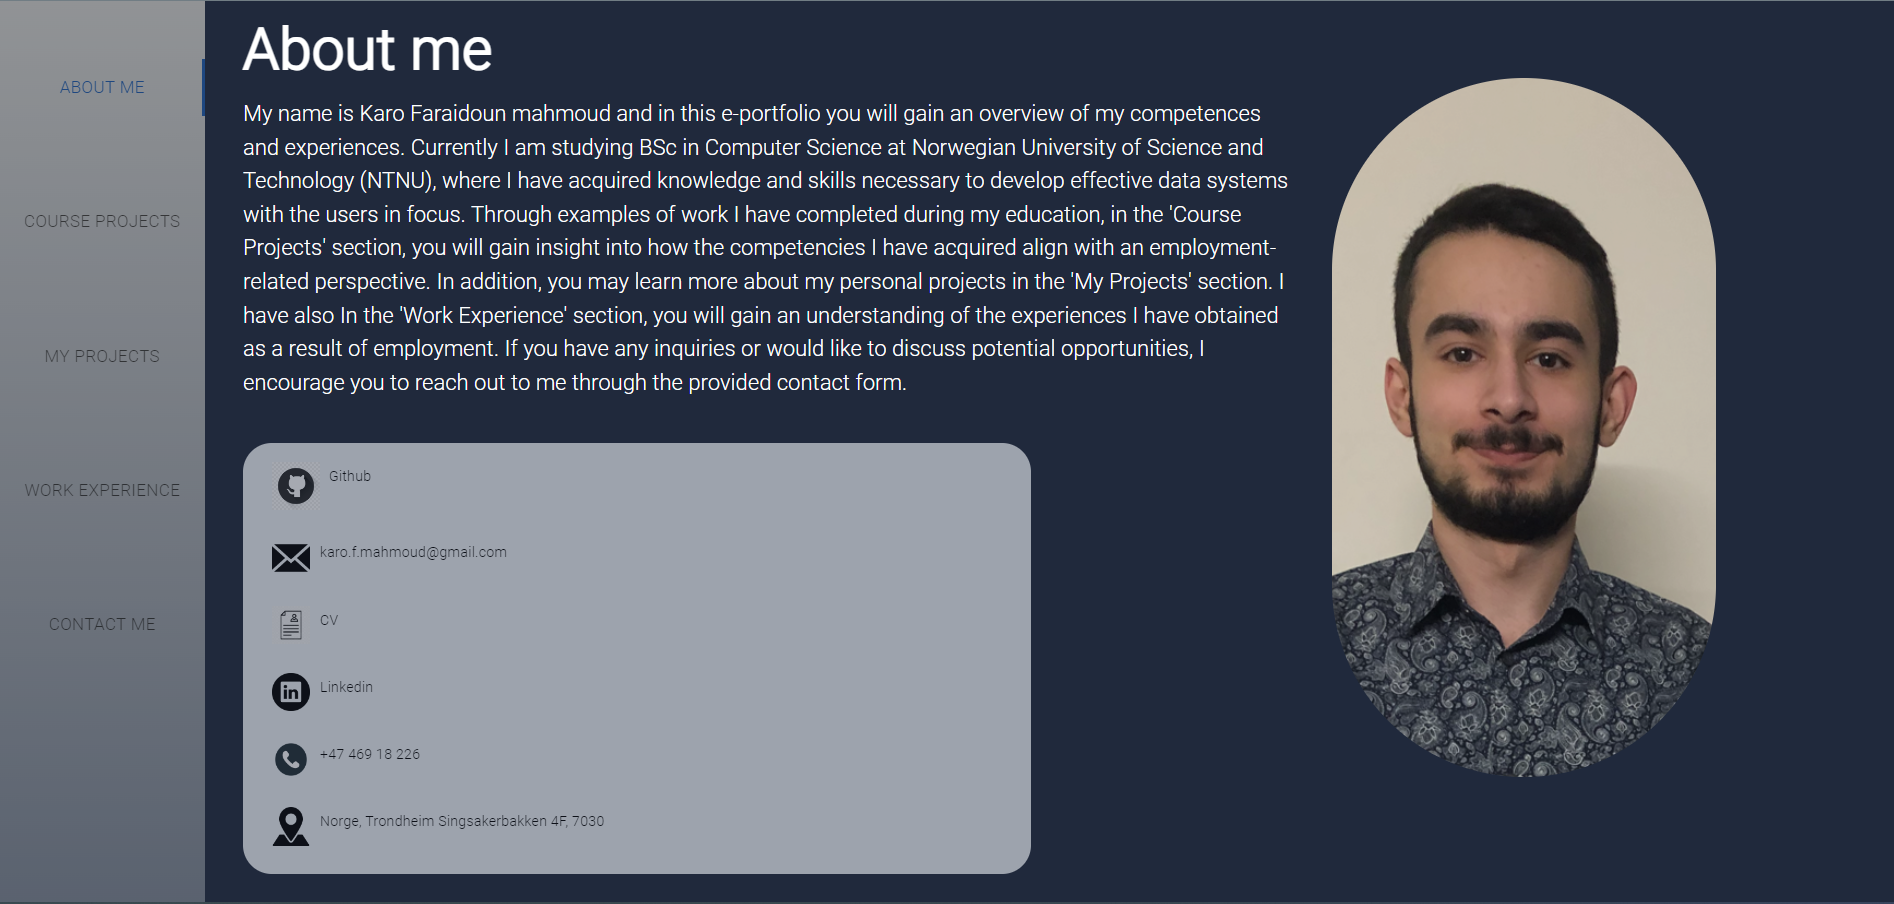 ABOUT ME
COURSE PROJECTS
MY PROJECTS
WORK EXPERIENCE
CONTACT ME
About me
My name is Karo Faraidoun mahmoud and in this e-portfolio you will gain an overview of my competences
and experiences. Currently I am studying BSc in Computer Science at Norwegian University of Science and
Technology (NTNU), where I have acquired knowledge and skills necessary to develop effective data systems
with the users in focus. Through examples of work I have completed during my education, in the 'Course
Projects' section, you will gain insight into how the competencies I have acquired align with an employment-
related perspective. In addition, you may learn more about my personal projects in the 'My Projects' section. I
have also In the 'Work Experience' section, you will gain an understanding of the experiences I have obtained
as a result of employment. If you have any inquiries or would like to discuss potential opportunities, I
encourage you to reach out to me through the provided contact form.
Github
karo.f.mahmoud@gmail.com
CV
in Linkedin
+47 469 18 226
Norge, Trondheim Singsakerbakken 4F, 7030